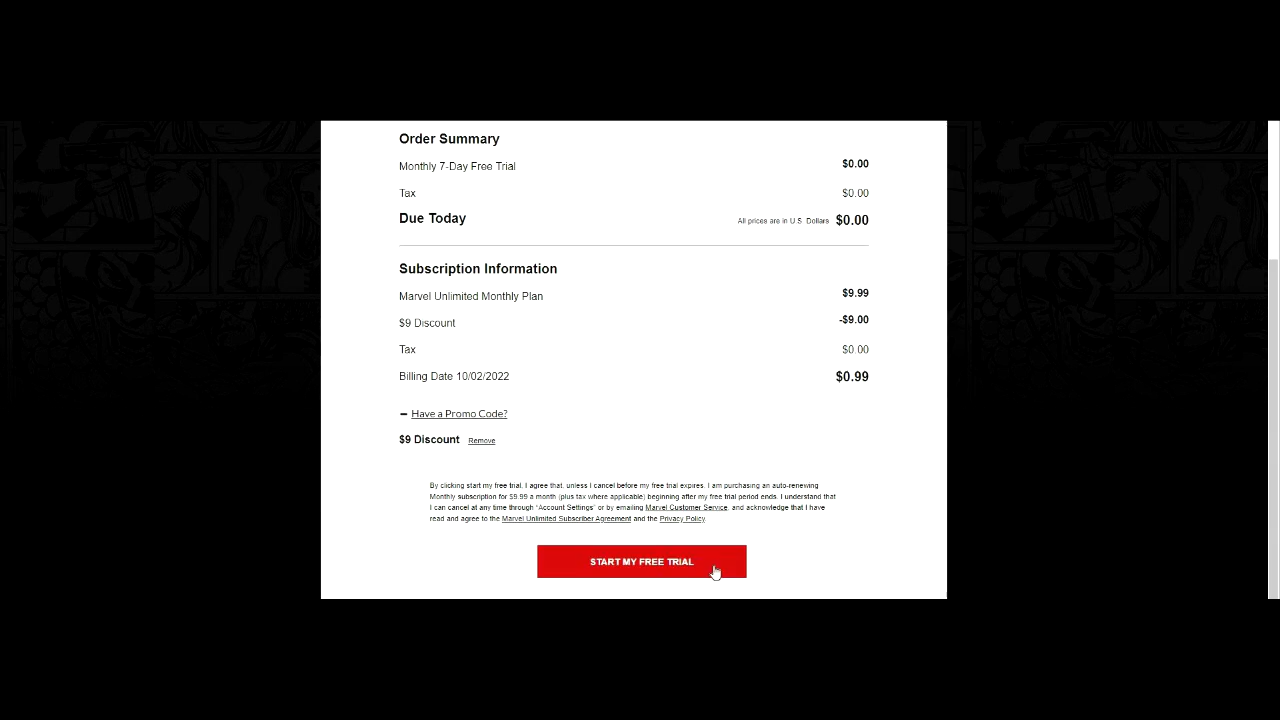 Order Summary
Monthly 7-Day Free Trial $0.00
Tax $0.00
Due Today All prices are in U.S. Dollars $0.00
Subscription Information
Marvel Unlimited Monthly Plan $9.99
$9 Discount -$9.00
Tax $0.00
Billing Date 10/02/2022 $0.99
Have a Promo Code?
$9 Discount Remove
By clicking start my free trial, I agree that, unless I cancel before my free trial expires, I am purchasing an auto-renewing
Monthly subscription for $9.99 a month (plus tax where applicable) beginning after my free trial period ends. I understand that
I can cancel at any time through "Account Settings" or by emailing Marvel Customer Service, and acknowledge that I have
read and agree to the Marvel Unlimited Subscriber Agreement and the Privacy Policy.
START MY FREE TRIAL